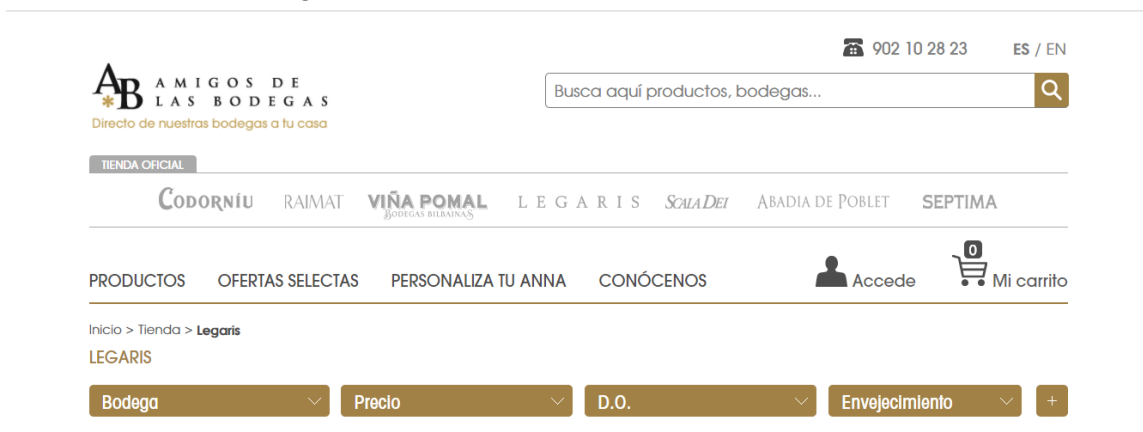 902 10 28 23
ES / EN
AB AMIGOS DE
LAS BODEGAS
Directo de nuestras bodegas a tu casa
Busca aquí productos, bodegas...
TIENDA OFICIAL
CODORNÍU RAIMAT VIÑA POMAL LEGARIS SCALA DEI ABADIA DE POBLET SEPTIMA
BODEGAS BILBAINAS
0
PRODUCTOS OFERTAS SELECTAS PERSONALIZA TU ANNA CONÓCENOS Accede Mi carrito
Inicio > Tienda > Legaris
LEGARIS
Bodega Precio D.O. Envejecimiento +